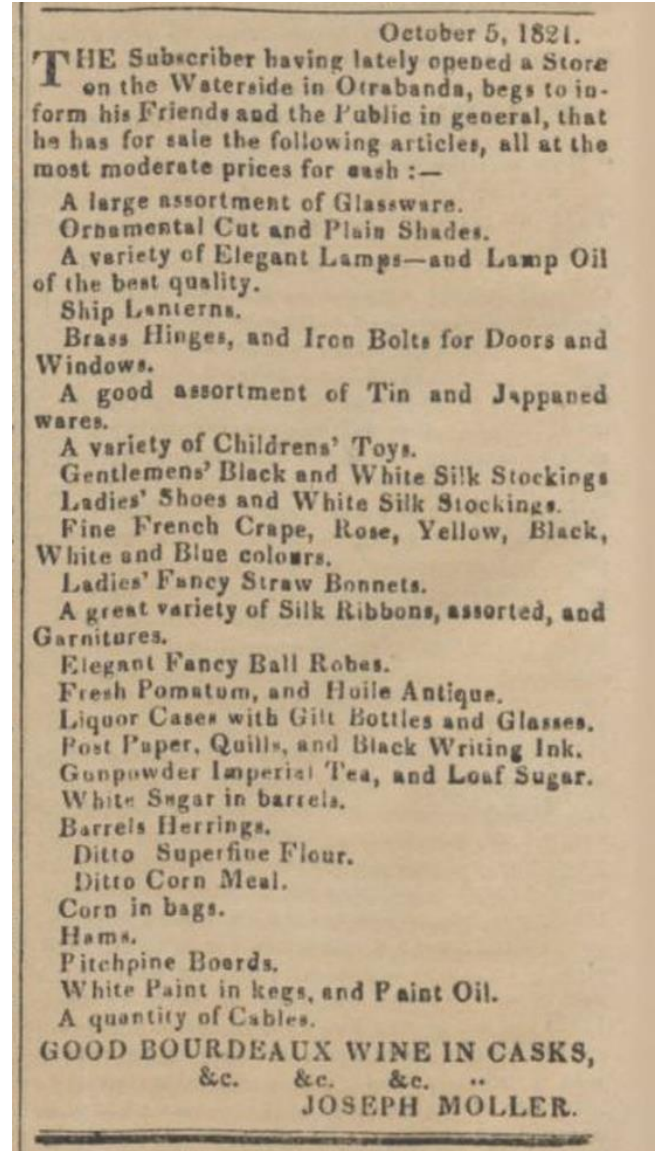 October 5, 1821.
THE Subscriber having lately opened a Store
on the Waterside in Otrabanda, begs to in-
form his Friends and the Public in general, that
he has for sale the following articles, all at the
most moderate prices for cash :—
A large assortment of Glassware.
Ornamental Cut and Plain Shades.
A variety of Elegant Lamps—and Lamp Oil
of the best quality.
Ship Lanterns.
Brass Hinges, and Iron Bolts for Doors and
Windows.
A good assortment of Tin and Jappaned
wares.
A variety of Childrens' Toys.
Gentlemens' Black and White Silk Stockings
Ladies' Shoes and White Silk Stockings.
Fine French Crape, Rose, Yellow, Black,
White and Blue colours.
Ladies' Fancy Straw Bonnets.
A great variety of Silk Ribbons, assorted, and
Garnitures.
Elegant Fancy Ball Robes.
Fresh Pomatum, and Huile Antique.
Liquor Cases with Gilt Bottles and Glasses.
Post Paper, Quills, and Black Writing Ink.
Gunpowder Imperial Tea, and Loaf Sugar.
White Sugar in barrels.
Barrels Herrings.
Ditto Superfine Flour.
Ditto Corn Meal.
Corn in bags.
Hams.
Pitchpine Boards.
White Paint in kegs, and Paint Oil.
A quantity of Cables.
GOOD BOURDEAUX WINE IN CASKS,
&c. &c. &c. ..
JOSEPH MOLLER.